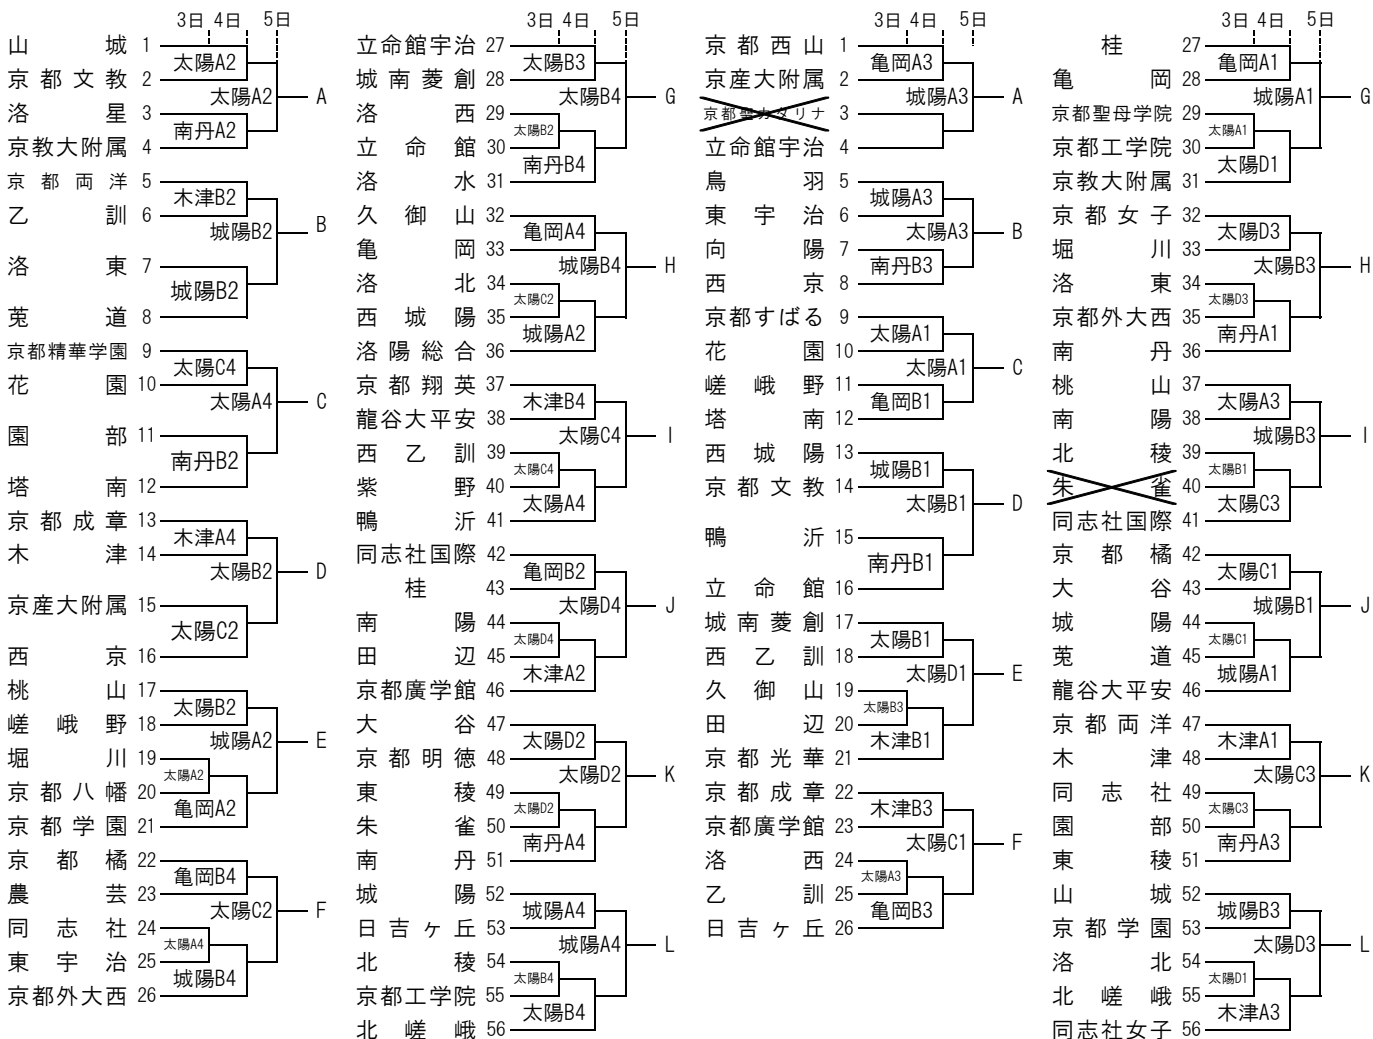 3日 4日 5日
山城 1
太陽A2
京都文教 2
太陽A2 A
洛星 3
南丹A2
京教大附属 4
京都両洋 5
木津B2
乙訓 6
城陽B2 B
洛東 7
城陽B2
莵道 8
京都精華学園 9
太陽C4
花園 10
太陽A4 C
園部 11
南丹B2
塔南 12
京都成章 13
木津A4
木津 14
太陽B2 D
京産大附属 15
太陽C2
西京 16
桃山 17
太陽B2
嵯峨野 18
城陽A2 E
堀川 19
太陽A2
京都八幡 20
亀岡A2
京都学園 21
京都橘 22
亀岡B4
農芸 23
太陽C2 F
同志社 24
太陽A4
東宇治 25
城陽B4
京都外大西 26
3日 4日 5日
立命館宇治 27
太陽B3
城南菱創 28
太陽B4 G
洛西 29
太陽B2
立命館 30
南丹B4
洛水 31
久御山 32
亀岡A4
亀岡 33
城陽B4 H
洛北 34
太陽C2
西城陽 35
城陽A2
洛陽総合 36
京都翔英 37
木津B4
龍谷大平安 38
太陽C4 I
西乙訓 39
太陽C4
紫野 40
太陽A4
鴨沂 41
同志社国際 42
亀岡B2
桂 43
太陽D4 J
南陽 44
太陽D4
田辺 45
木津A2
京都廣学館 46
大谷 47
太陽D2
京都明徳 48
太陽D2 K
東稜 49
太陽D2
朱雀 50
南丹A4
南丹 51
城陽 52
城陽A4
日吉ヶ丘 53
城陽A4 L
北稜 54
太陽B4
京都工学院 55
太陽B4
北嵯峨 56
3日 4日 5日
京都西山 1
亀岡A3
京産大附属 2
城陽A3 A
京都聖カタリナ 3
立命館宇治 4
鳥羽 5
城陽A3
東宇治 6
太陽A3 B
向陽 7
南丹B3
西京 8
京都すばる 9
太陽A1
花園 10
太陽A1 C
嵯峨野 11
亀岡B1
塔南 12
西城陽 13
城陽B1
京都文教 14
太陽B1 D
鴨沂 15
南丹B1
立命館 16
城南菱創 17
太陽B1
西乙訓 18
太陽D1 E
久御山 19
太陽B3
田辺 20
木津B1
京都光華 21
京都成章 22
木津B3
京都廣学館 23
太陽C1 F
洛西 24
太陽A3
乙訓 25
亀岡B3
日吉ヶ丘 26
3日 4日 5日
桂 27
亀岡A1
亀岡 28
城陽A1 G
京都聖母学院 29
太陽A1
京都工学院 30
太陽D1
京教大附属 31
京都女子 32
太陽D3
堀川 33
太陽B3 H
洛東 34
太陽D3
京都外大西 35
南丹A1
南丹 36
桃山 37
太陽A3
南陽 38
城陽B3 I
北稜 39
太陽B1
朱雀 40
太陽C3
同志社国際 41
京都橘 42
太陽C1
大谷 43
城陽B1 J
城陽 44
太陽C1
莵道 45
城陽A1
龍谷大平安 46
京都両洋 47
木津A1
木津 48
太陽C3 K
同志社 49
太陽C3
園部 50
南丹A3
東稜 51
山城 52
城陽B3
京都学園 53
太陽D3 L
洛北 54
太陽D1
北嵯峨 55
木津A3
同志社女子 56